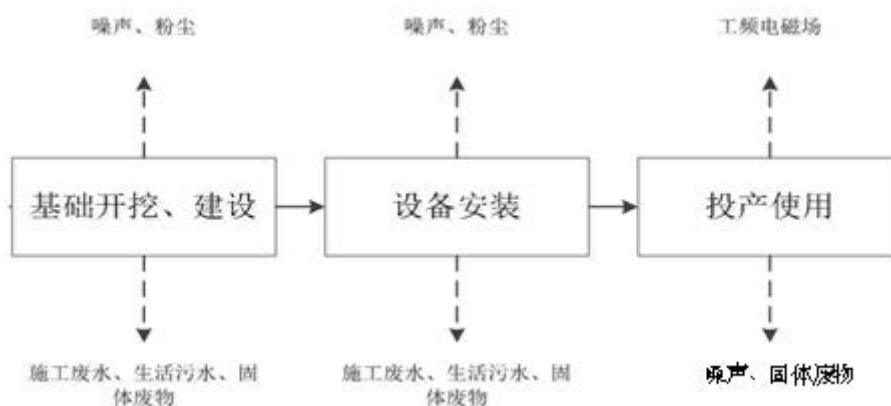 噪声、粉尘
噪声、粉尘
工频电磁场
基础开挖、建设
设备安装
投产使用
施工废水、生活污水、固
体废物
施工废水、生活污水、固
体废物
噪声、固体废物